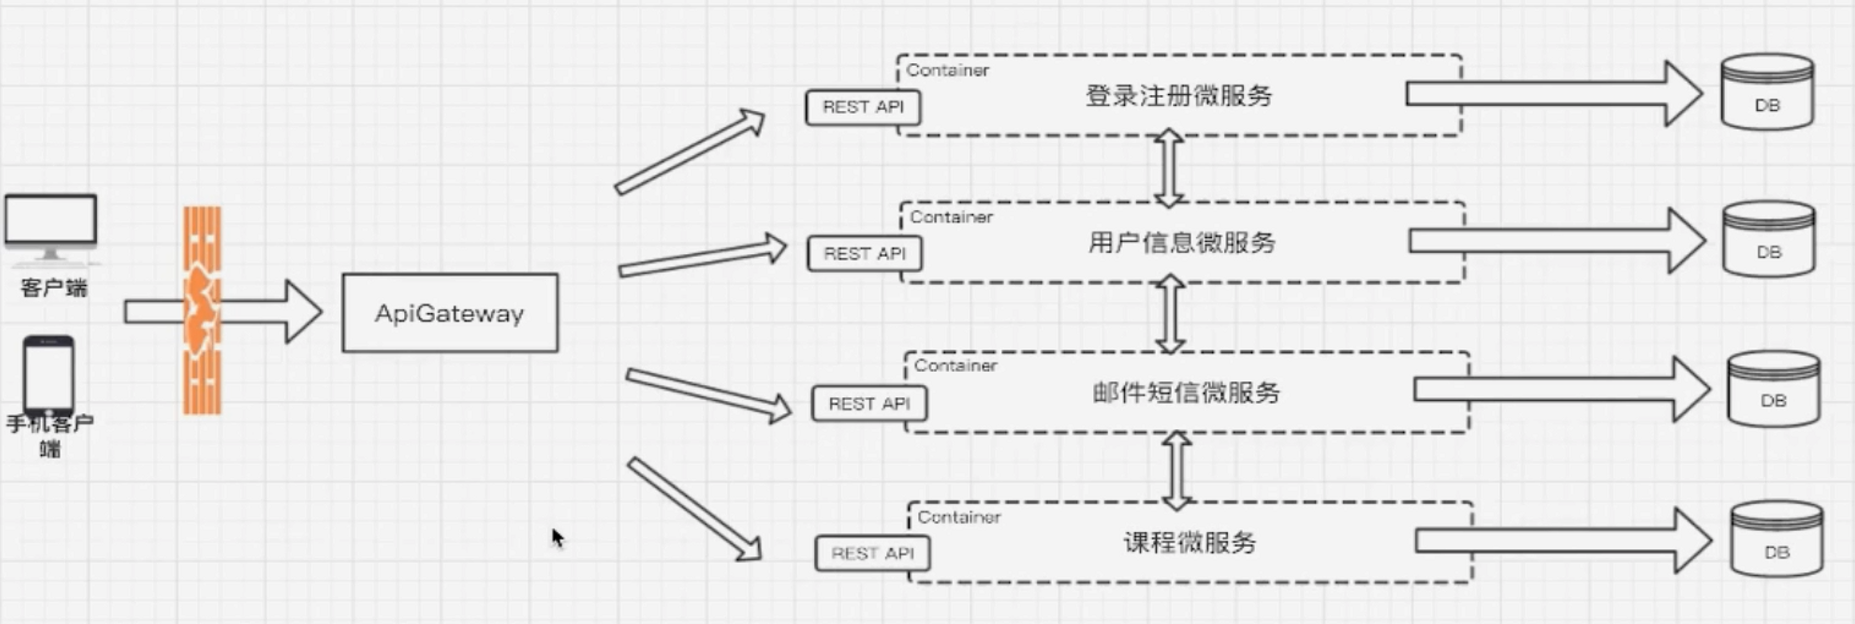 客户端
手机客户
端
ApiGateway
Container
REST API
登录注册微服务
DB
Container
REST API
用户信息微服务
DB
Container
REST API
邮件短信微服务
DB
Container
REST API
课程微服务
DB